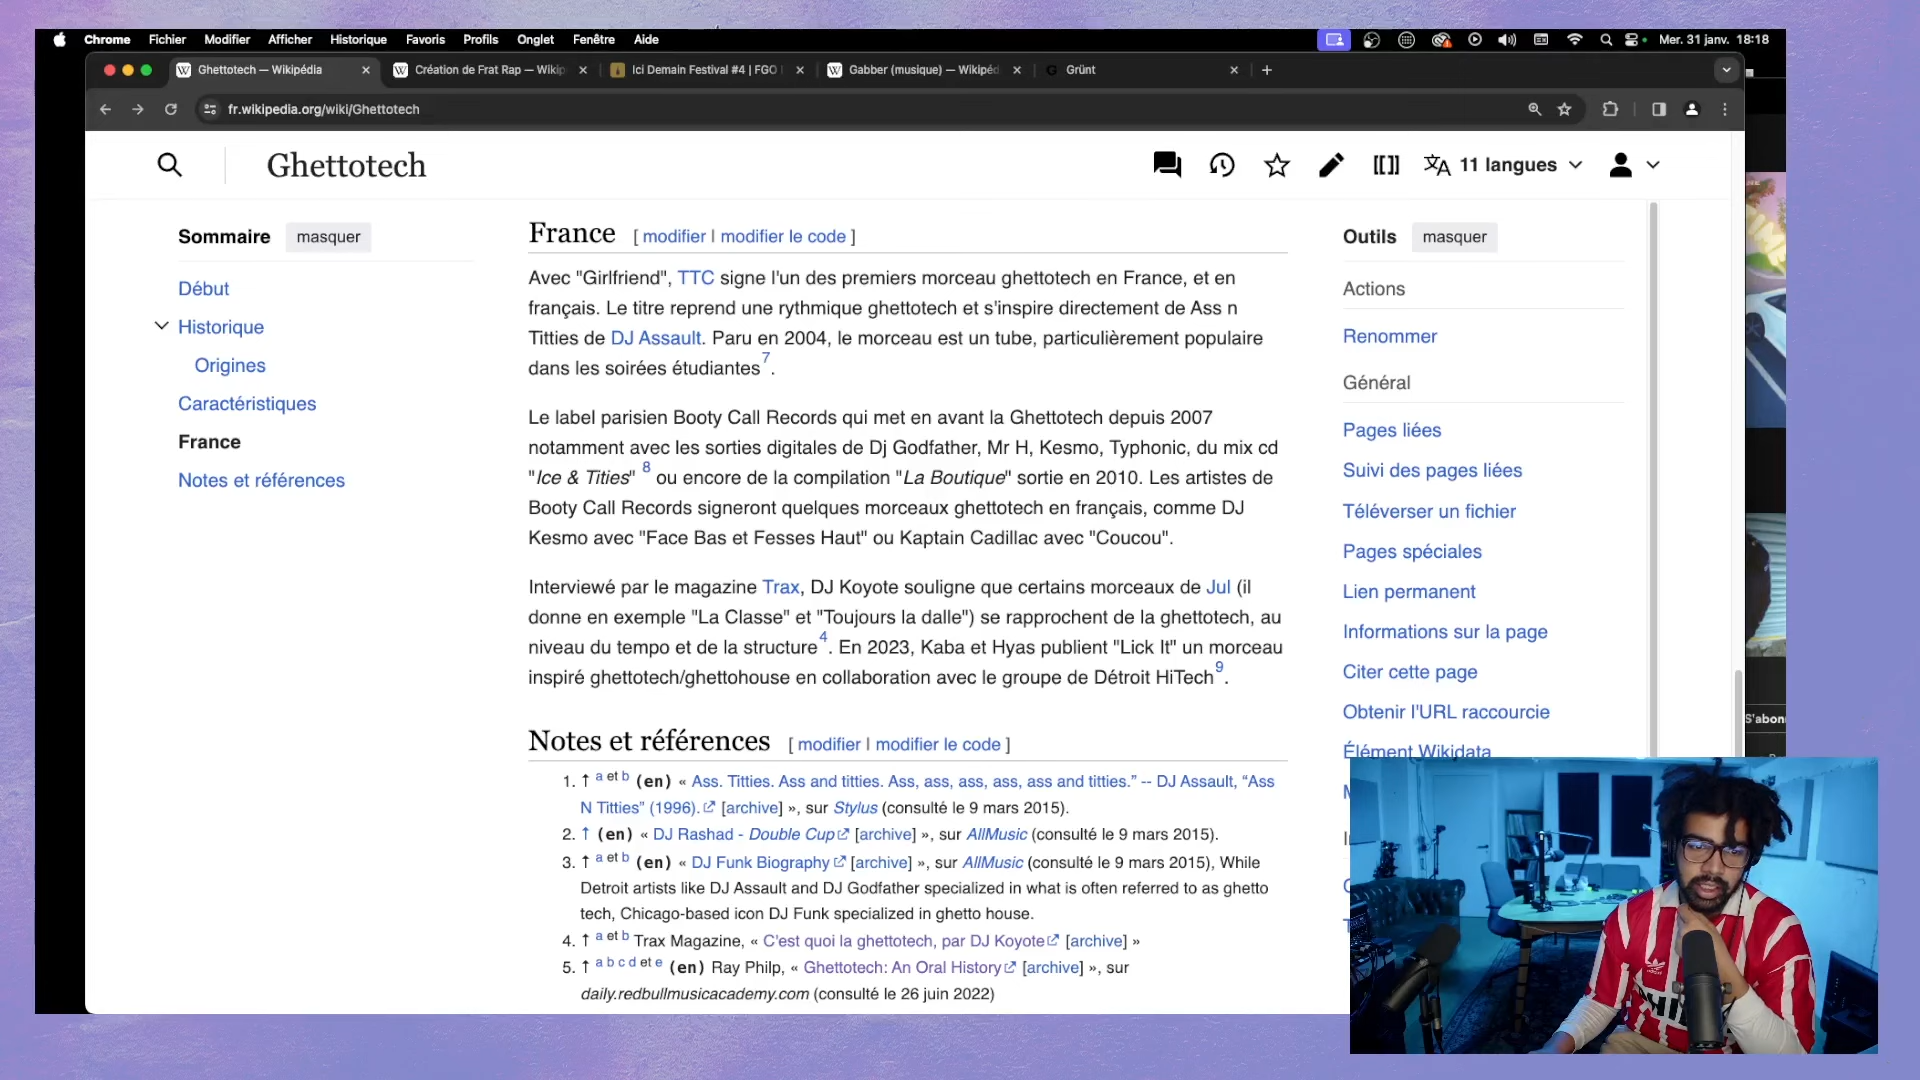 Chrome Fichier Modifier Afficher Historique Favoris Profils Onglet Fenêtre Aide
Mer. 31 janv. 18:18
Ghettotech — Wikipédia
Création de Frat Rap — Wikip
Ici Demain Festival #4 | FGO
Gabber (musique) — Wikipéd
Grünt
fr.wikipedia.org/wiki/Ghettotech
Ghettotech
11 langues
Sommaire masquer
Début
Historique
Origines
Caractéristiques
France
Notes et références
France [ modifier | modifier le code ]
Avec "Girlfriend", TTC signe l'un des premiers morceau ghettotech en France, et en
français. Le titre reprend une rythmique ghettotech et s'inspire directement de Ass n
Titties de DJ Assault. Paru en 2004, le morceau est un tube, particulièrement populaire
dans les soirées étudiantes 7.
Le label parisien Booty Call Records qui met en avant la Ghettotech depuis 2007
notamment avec les sorties digitales de Dj Godfather, Mr H, Kesmo, Typhonic, du mix cd
"Ice & Tities" 8 ou encore de la compilation "La Boutique" sortie en 2010. Les artistes de
Booty Call Records signeront quelques morceaux ghettotech en français, comme DJ
Kesmo avec "Face Bas et Fesses Haut" ou Kaptain Cadillac avec "Coucou".
Interviewé par le magazine Trax, DJ Koyote souligne que certains morceaux de Jul (il
donne en exemple "La Classe" et "Toujours la dalle") se rapprochent de la ghettotech, au
niveau du tempo et de la structure 4. En 2023, Kaba et Hyas publient "Lick It" un morceau
inspiré ghettotech/ghettohouse en collaboration avec le groupe de Détroit HiTech 9.
Notes et références [ modifier | modifier le code ]
1. ↑ a et b (en) « Ass. Titties. Ass and titties. Ass, ass, ass, ass, ass and titties.” -- DJ Assault, “Ass
N Titties” (1996). [archive] », sur Stylus (consulté le 9 mars 2015).
2. ↑ (en) « DJ Rashad - Double Cup [archive] », sur AllMusic (consulté le 9 mars 2015).
3. ↑ a et b (en) « DJ Funk Biography [archive] », sur AllMusic (consulté le 9 mars 2015), While
Detroit artists like DJ Assault and DJ Godfather specialized in what is often referred to as ghetto
tech, Chicago-based icon DJ Funk specialized in ghetto house.
4. ↑ a et b Trax Magazine, « C'est quoi la ghettotech, par DJ Koyote [archive] »
5. ↑ a b c d et e (en) Ray Philp, « Ghettotech: An Oral History [archive] », sur
daily.redbullmusicacademy.com (consulté le 26 juin 2022)
Outils masquer
Actions
Renommer
Général
Pages liées
Suivi des pages liées
Téléverser un fichier
Pages spéciales
Lien permanent
Informations sur la page
Citer cette page
Obtenir l'URL raccourcie
Élément Wikidata
S'abon